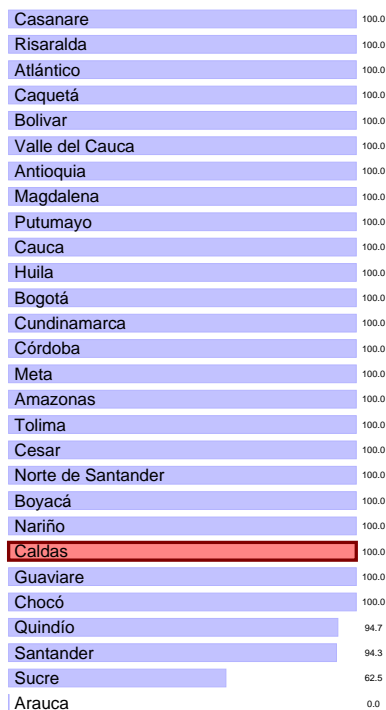 Casanare 100.0
Risaralda 100.0
Atlántico 100.0
Caquetá 100.0
Bolivar 100.0
Valle del Cauca 100.0
Antioquia 100.0
Magdalena 100.0
Putumayo 100.0
Cauca 100.0
Huila 100.0
Bogotá 100.0
Cundinamarca 100.0
Córdoba 100.0
Meta 100.0
Amazonas 100.0
Tolima 100.0
Cesar 100.0
Norte de Santander 100.0
Boyacá 100.0
Nariño 100.0
Caldas 100.0
Guaviare 100.0
Chocó 100.0
Quindío 94.7
Santander 94.3
Sucre 62.5
Arauca 0.0